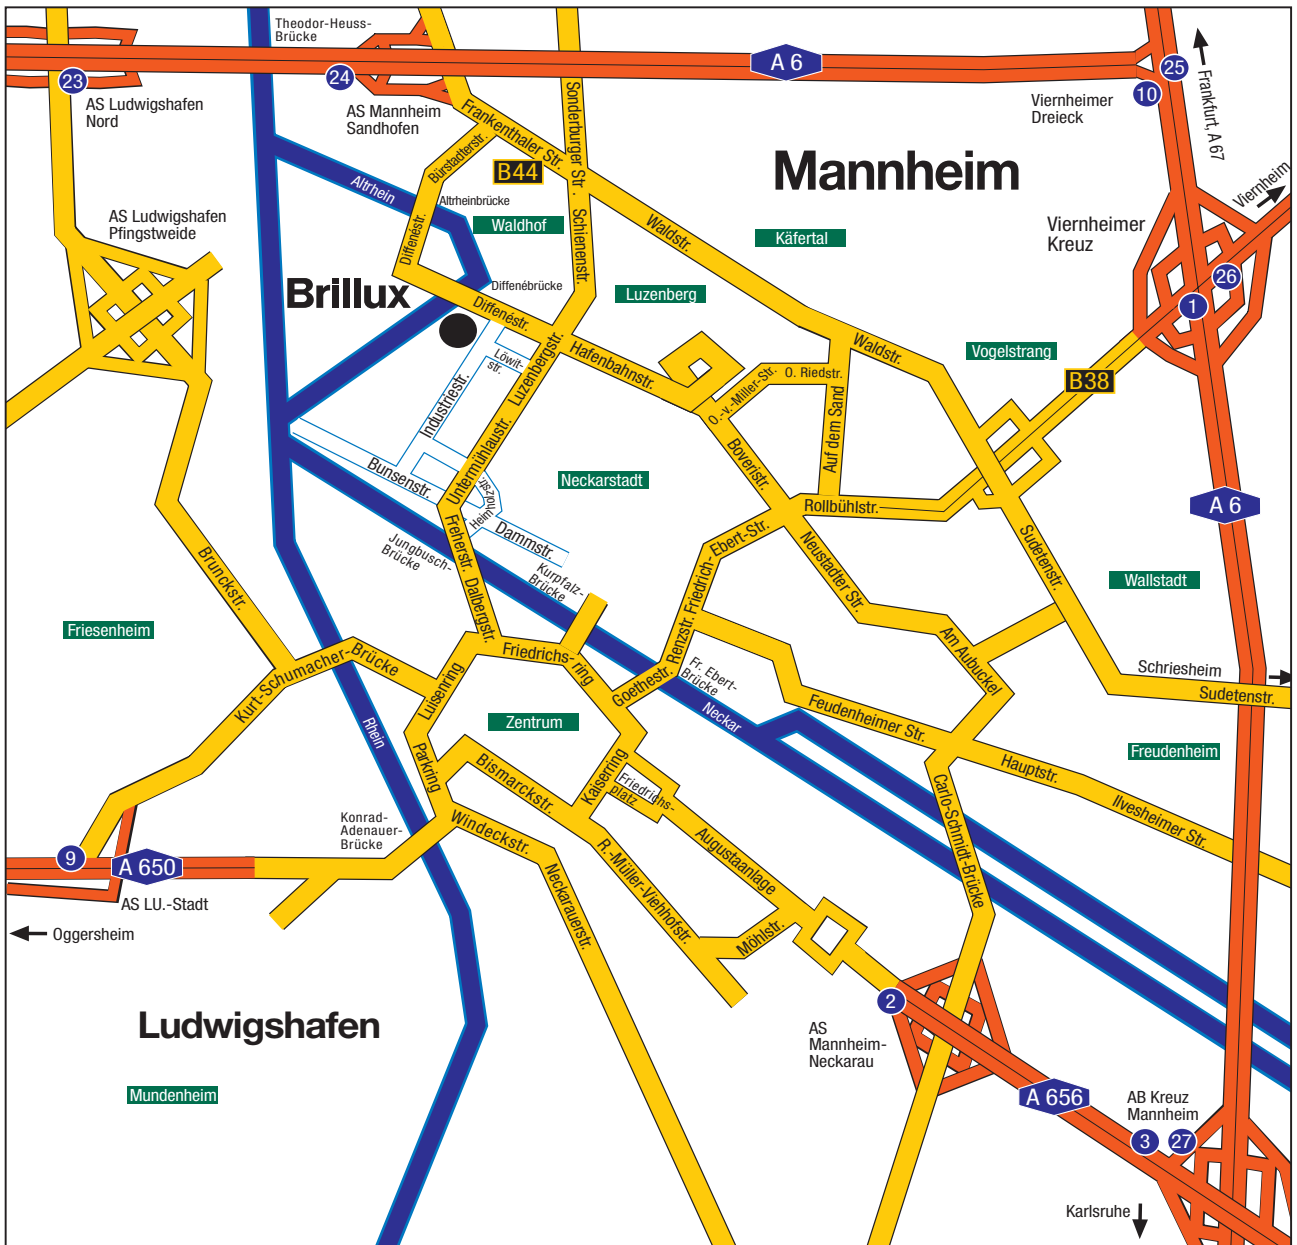 Theodor-Heuss-
Brücke
A 6
23
24
25
10
AS Ludwigshafen
Nord
AS Mannheim
Sandhofen
Viernheimer
Dreieck
Frankfurt, A 67
Frankenthaler Str.
Sonderburger Str.
Bürstadterstr.
B44
Mannheim
Viernheim
Altrhein
Altrheinbrücke
AS Ludwigshafen
Pfingstweide
Waldhof
Schienenstr.
Waldstr.
Käfertal
Viernheimer
Kreuz
Diffenéstr.
26
1
Brillux
Diffenébrücke
Luzenberg
Diffenéstr.
Hafenbahnstr.
Luzenbergstr.
Löwit-
str.
Industriestr.
Waldstr.
Vogelstrang
O. Riedstr.
O.-v.-Miller-Str.
B38
Auf dem Sand
Boveristr.
Untermühlaustr.
Bunsenstr.
Neckarstadt
Heimholzstr.
Rollbühlstr.
A 6
Dammstr.
Freherstr.
Jungbusch-
Brücke
Kurpfalz-
Brücke
Friedrich-Ebert-Str.
Neustadter Str.
Sudetenstr.
Brunckstr.
Wallstadt
Dalbergstr.
Friesenheim
Renzstr.
Am Aubuckel
Kurt-Schumacher-Brücke
Friedrichs-ring
Luisenring
Goethestr.
Fr. Ebert-
Brücke
Schriesheim
Sudetenstr.
Rhein
Zentrum
Neckar
Feudenheimer Str.
Freudenheim
Parkring
Bismarckstr.
Kaiserring
Friedrichs-
platz
Hauptstr.
Carlo-Schmidt-Brücke
Ilvesheimer Str.
Konrad-
Adenauer-
Brücke
Windeckstr.
Augustaanlage
R.-Müller-Viehhofstr.
9
A 650
AS LU.-Stadt
Neckarauerstr.
Möhlstr.
Oggersheim
2
Ludwigshafen
AS
Mannheim-
Neckarau
Mundenheim
A 656
AB Kreuz
Mannheim
3
27
Karlsruhe